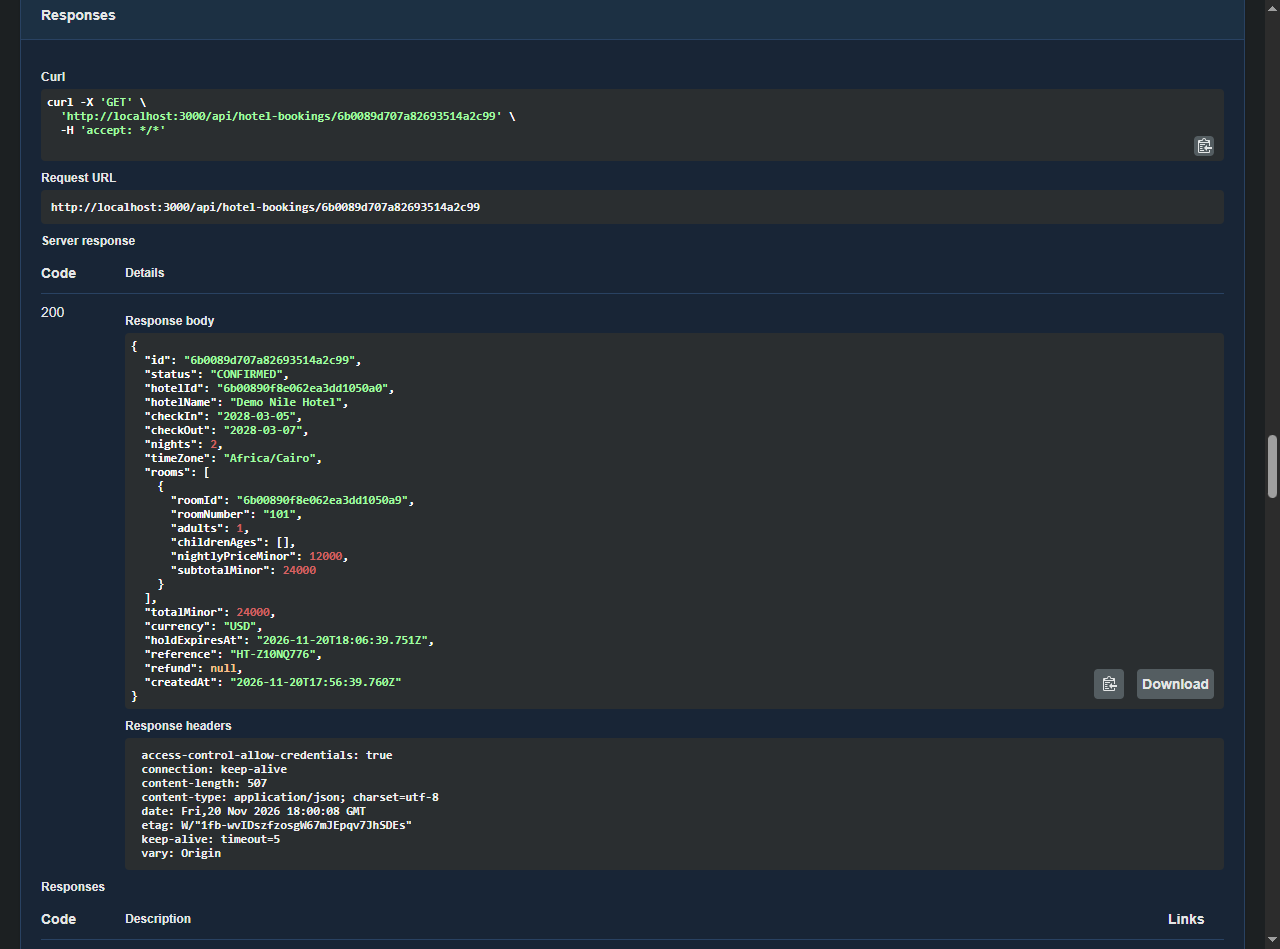 Responses
Curl
curl -X 'GET' \
  'http://localhost:3000/api/hotel-bookings/6b0089d707a82693514a2c99' \
  -H 'accept: */*'
Request URL
http://localhost:3000/api/hotel-bookings/6b0089d707a82693514a2c99
Server response
Code Details
200
Response body
{
  "id": "6b0089d707a82693514a2c99",
  "status": "CONFIRMED",
  "hotelId": "6b00890f8e062ea3dd1050a0",
  "hotelName": "Demo Nile Hotel",
  "checkIn": "2028-03-05",
  "checkOut": "2028-03-07",
  "nights": 2,
  "timeZone": "Africa/Cairo",
  "rooms": [
    {
      "roomId": "6b00890f8e062ea3dd1050a9",
      "roomNumber": "101",
      "adults": 1,
      "childrenAges": [],
      "nightlyPriceMinor": 12000,
      "subtotalMinor": 24000
    }
  ],
  "totalMinor": 24000,
  "currency": "USD",
  "holdExpiresAt": "2026-11-20T18:06:39.751Z",
  "reference": "HT-Z10NQ776",
  "refund": null,
  "createdAt": "2026-11-20T17:56:39.760Z"
}
Download
Response headers
access-control-allow-credentials: true
connection: keep-alive
content-length: 507
content-type: application/json; charset=utf-8
date: Fri,20 Nov 2026 18:00:08 GMT
etag: W/"1fb-wvIDszfzosgW67mJEpqv7JhSDEs"
keep-alive: timeout=5
vary: Origin
Responses
Code Description Links